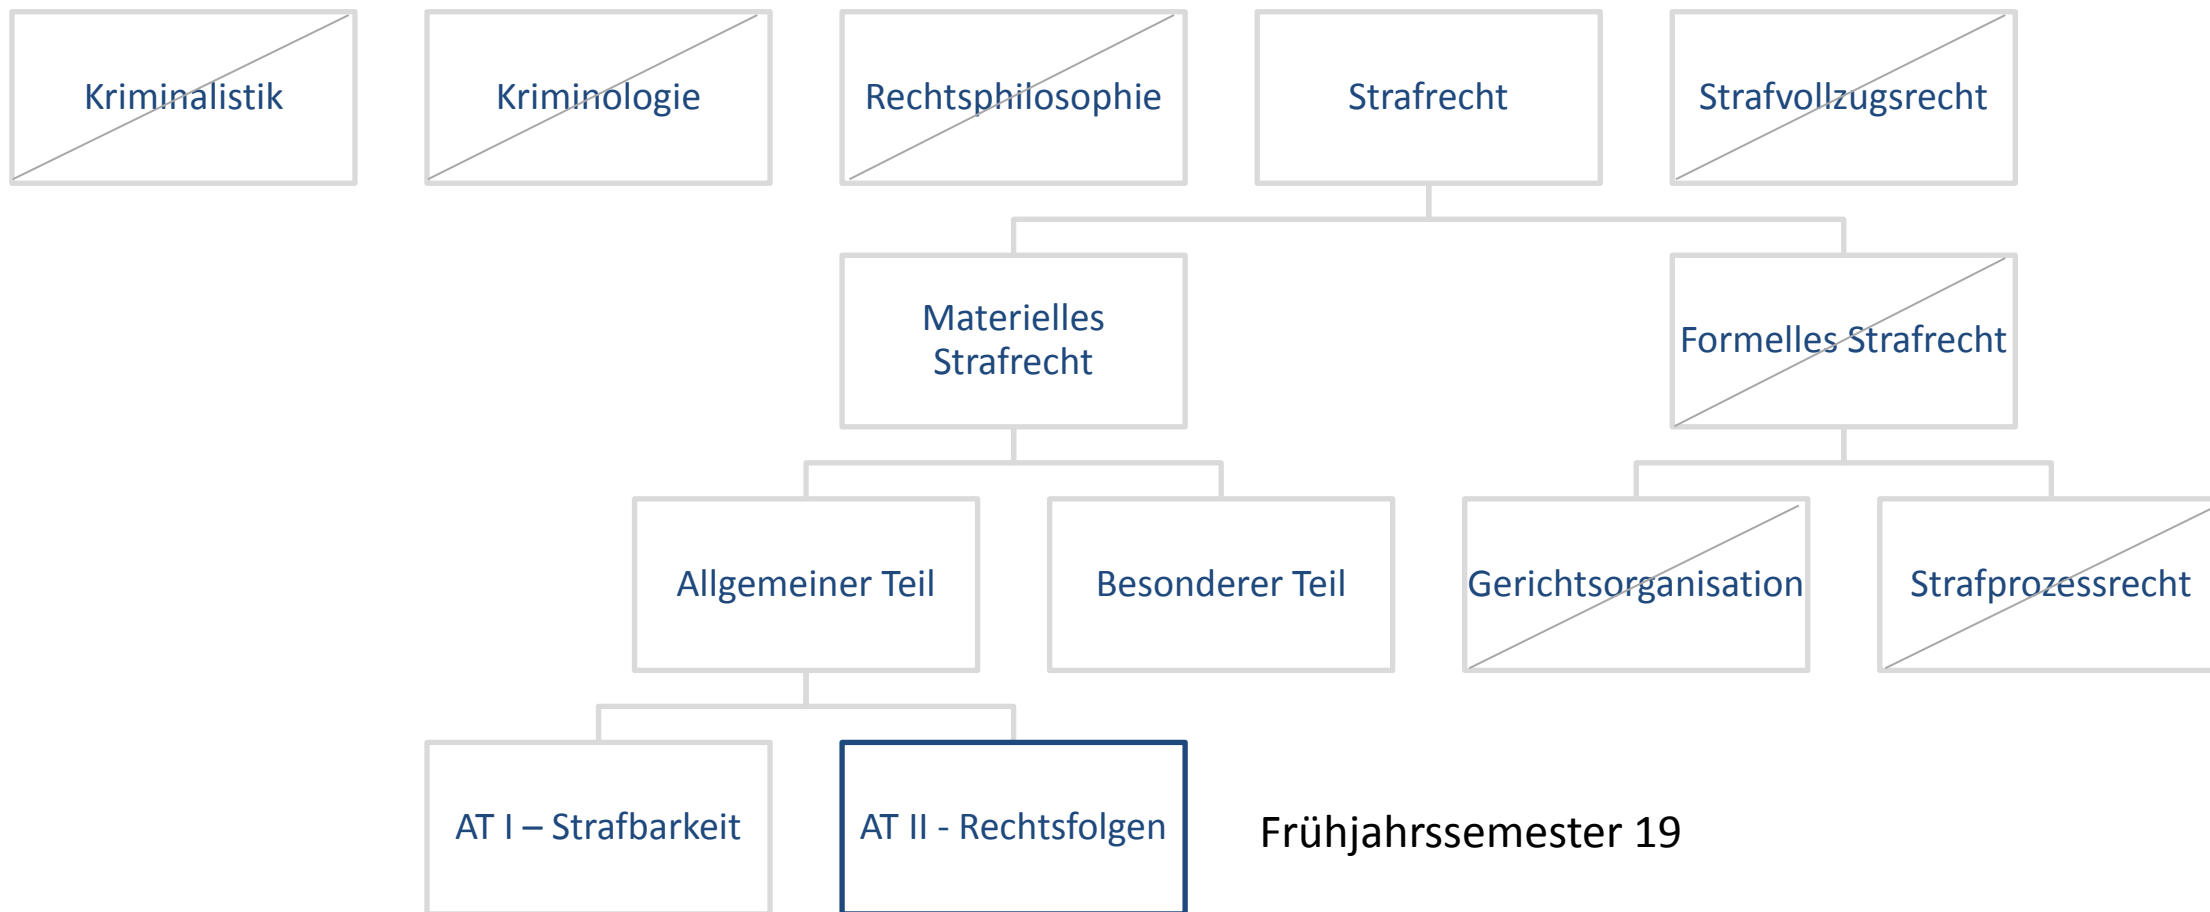 Kriminalistik
Kriminologie
Rechtsphilosophie
Strafrecht
Strafvollzugsrecht
Materielles
Strafrecht
Formelles Strafrecht
Allgemeiner Teil
Besonderer Teil
Gerichtsorganisation
Strafprozessrecht
AT I – Strafbarkeit
AT II - Rechtsfolgen
Frühjahrssemester 19